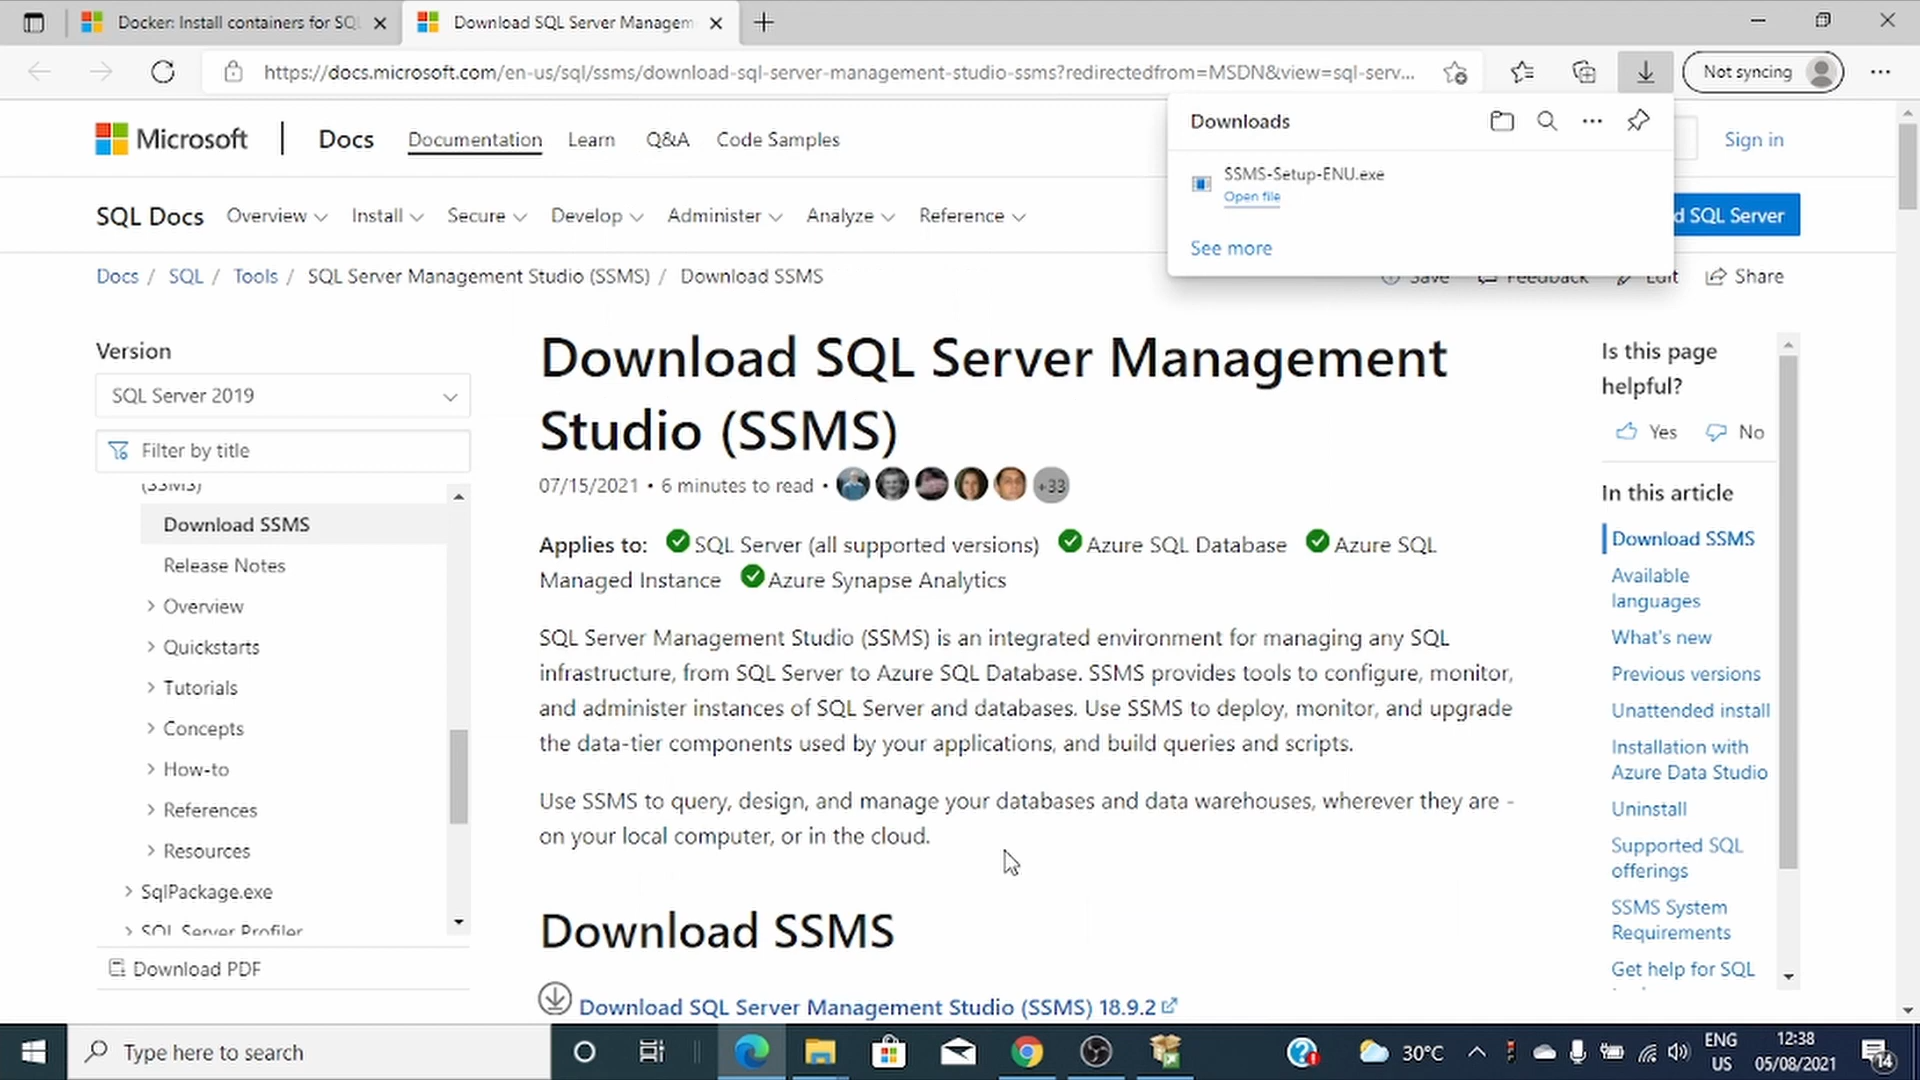 Docker: Install containers for SQL
Download SQL Server Managem
https://docs.microsoft.com/en-us/sql/ssms/download-sql-server-management-studio-ssms?redirectedfrom=MSDN&view=sql-serv...
Not syncing
Microsoft
Docs
Documentation
Learn
Q&A
Code Samples
Downloads
SSMS-Setup-ENU.exe
Open file
See more
Sign in
SQL Docs
Overview
Install
Secure
Develop
Administer
Analyze
Reference
d SQL Server
Docs / SQL / Tools / SQL Server Management Studio (SSMS) / Download SSMS
Save
Feedback
Edit
Share
Version
SQL Server 2019
Filter by title
(SSMS)
Download SSMS
Release Notes
Overview
Quickstarts
Tutorials
Concepts
How-to
References
Resources
SqlPackage.exe
SQL Server Profiler
Download PDF
Download SQL Server Management
Studio (SSMS)
07/15/2021 • 6 minutes to read •
+33
Applies to: SQL Server (all supported versions) Azure SQL Database Azure SQL
Managed Instance Azure Synapse Analytics
SQL Server Management Studio (SSMS) is an integrated environment for managing any SQL
infrastructure, from SQL Server to Azure SQL Database. SSMS provides tools to configure, monitor,
and administer instances of SQL Server and databases. Use SSMS to deploy, monitor, and upgrade
the data-tier components used by your applications, and build queries and scripts.
Use SSMS to query, design, and manage your databases and data warehouses, wherever they are -
on your local computer, or in the cloud.
Download SSMS
Download SQL Server Management Studio (SSMS) 18.9.2
Is this page
helpful?
Yes
No
In this article
Download SSMS
Available
languages
What's new
Previous versions
Unattended install
Installation with
Azure Data Studio
Uninstall
Supported SQL
offerings
SSMS System
Requirements
Get help for SQL
Type here to search
30°C
ENG
US
12:38
05/08/2021
14